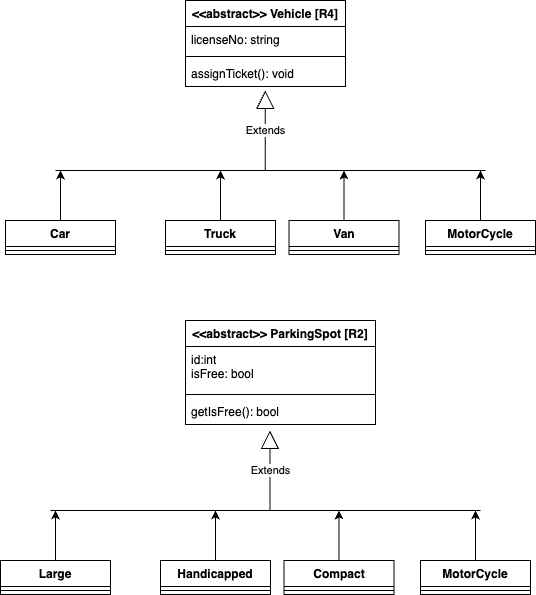 <<abstract>> Vehicle [R4]
licenseNo: string
assignTicket(): void
Extends
Car
Truck
Van
MotorCycle
<<abstract>> ParkingSpot [R2]
id:int
isFree: bool
getIsFree(): bool
Extends
Large
Handicapped
Compact
MotorCycle